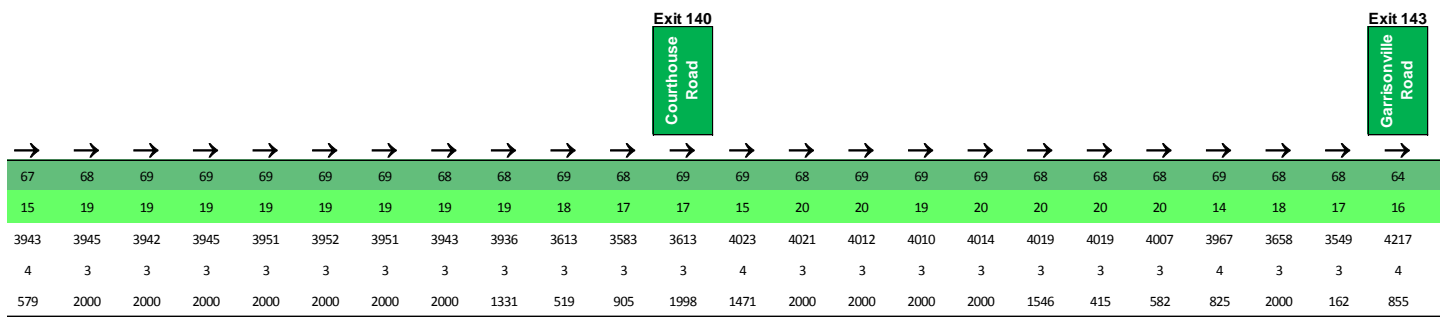 Exit 140 Exit 143
Courthouse
Road
Garrisonville
Road
→ → → → → → → → → → → → → → → → → → → → → → → →
67 68 69 69 69 69 69 68 68 69 68 69 69 68 69 69 69 68 68 68 69 68 68 64
15 19 19 19 19 19 19 19 19 18 17 17 15 20 20 19 20 20 20 20 14 18 17 16
3943 3945 3942 3945 3951 3952 3951 3943 3936 3613 3583 3613 4023 4021 4012 4010 4014 4019 4019 4007 3967 3658 3549 4217
4 3 3 3 3 3 3 3 3 3 3 3 4 3 3 3 3 3 3 3 4 3 3 4
579 2000 2000 2000 2000 2000 2000 2000 1331 519 905 1998 1471 2000 2000 2000 2000 1546 415 582 825 2000 162 855